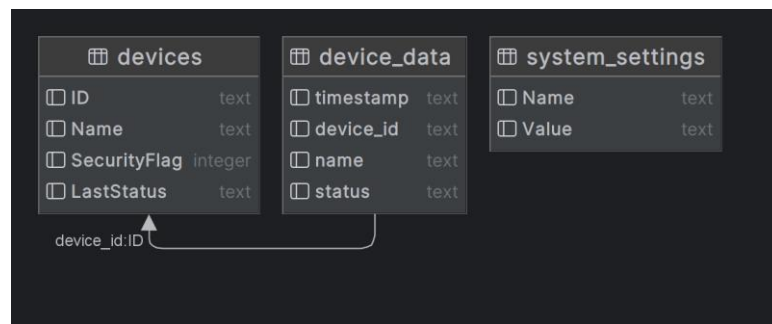 devices
ID text
Name text
SecurityFlag integer
LastStatus text
device_data
timestamp text
device_id text
name text
status text
system_settings
Name text
Value text
device_id:ID